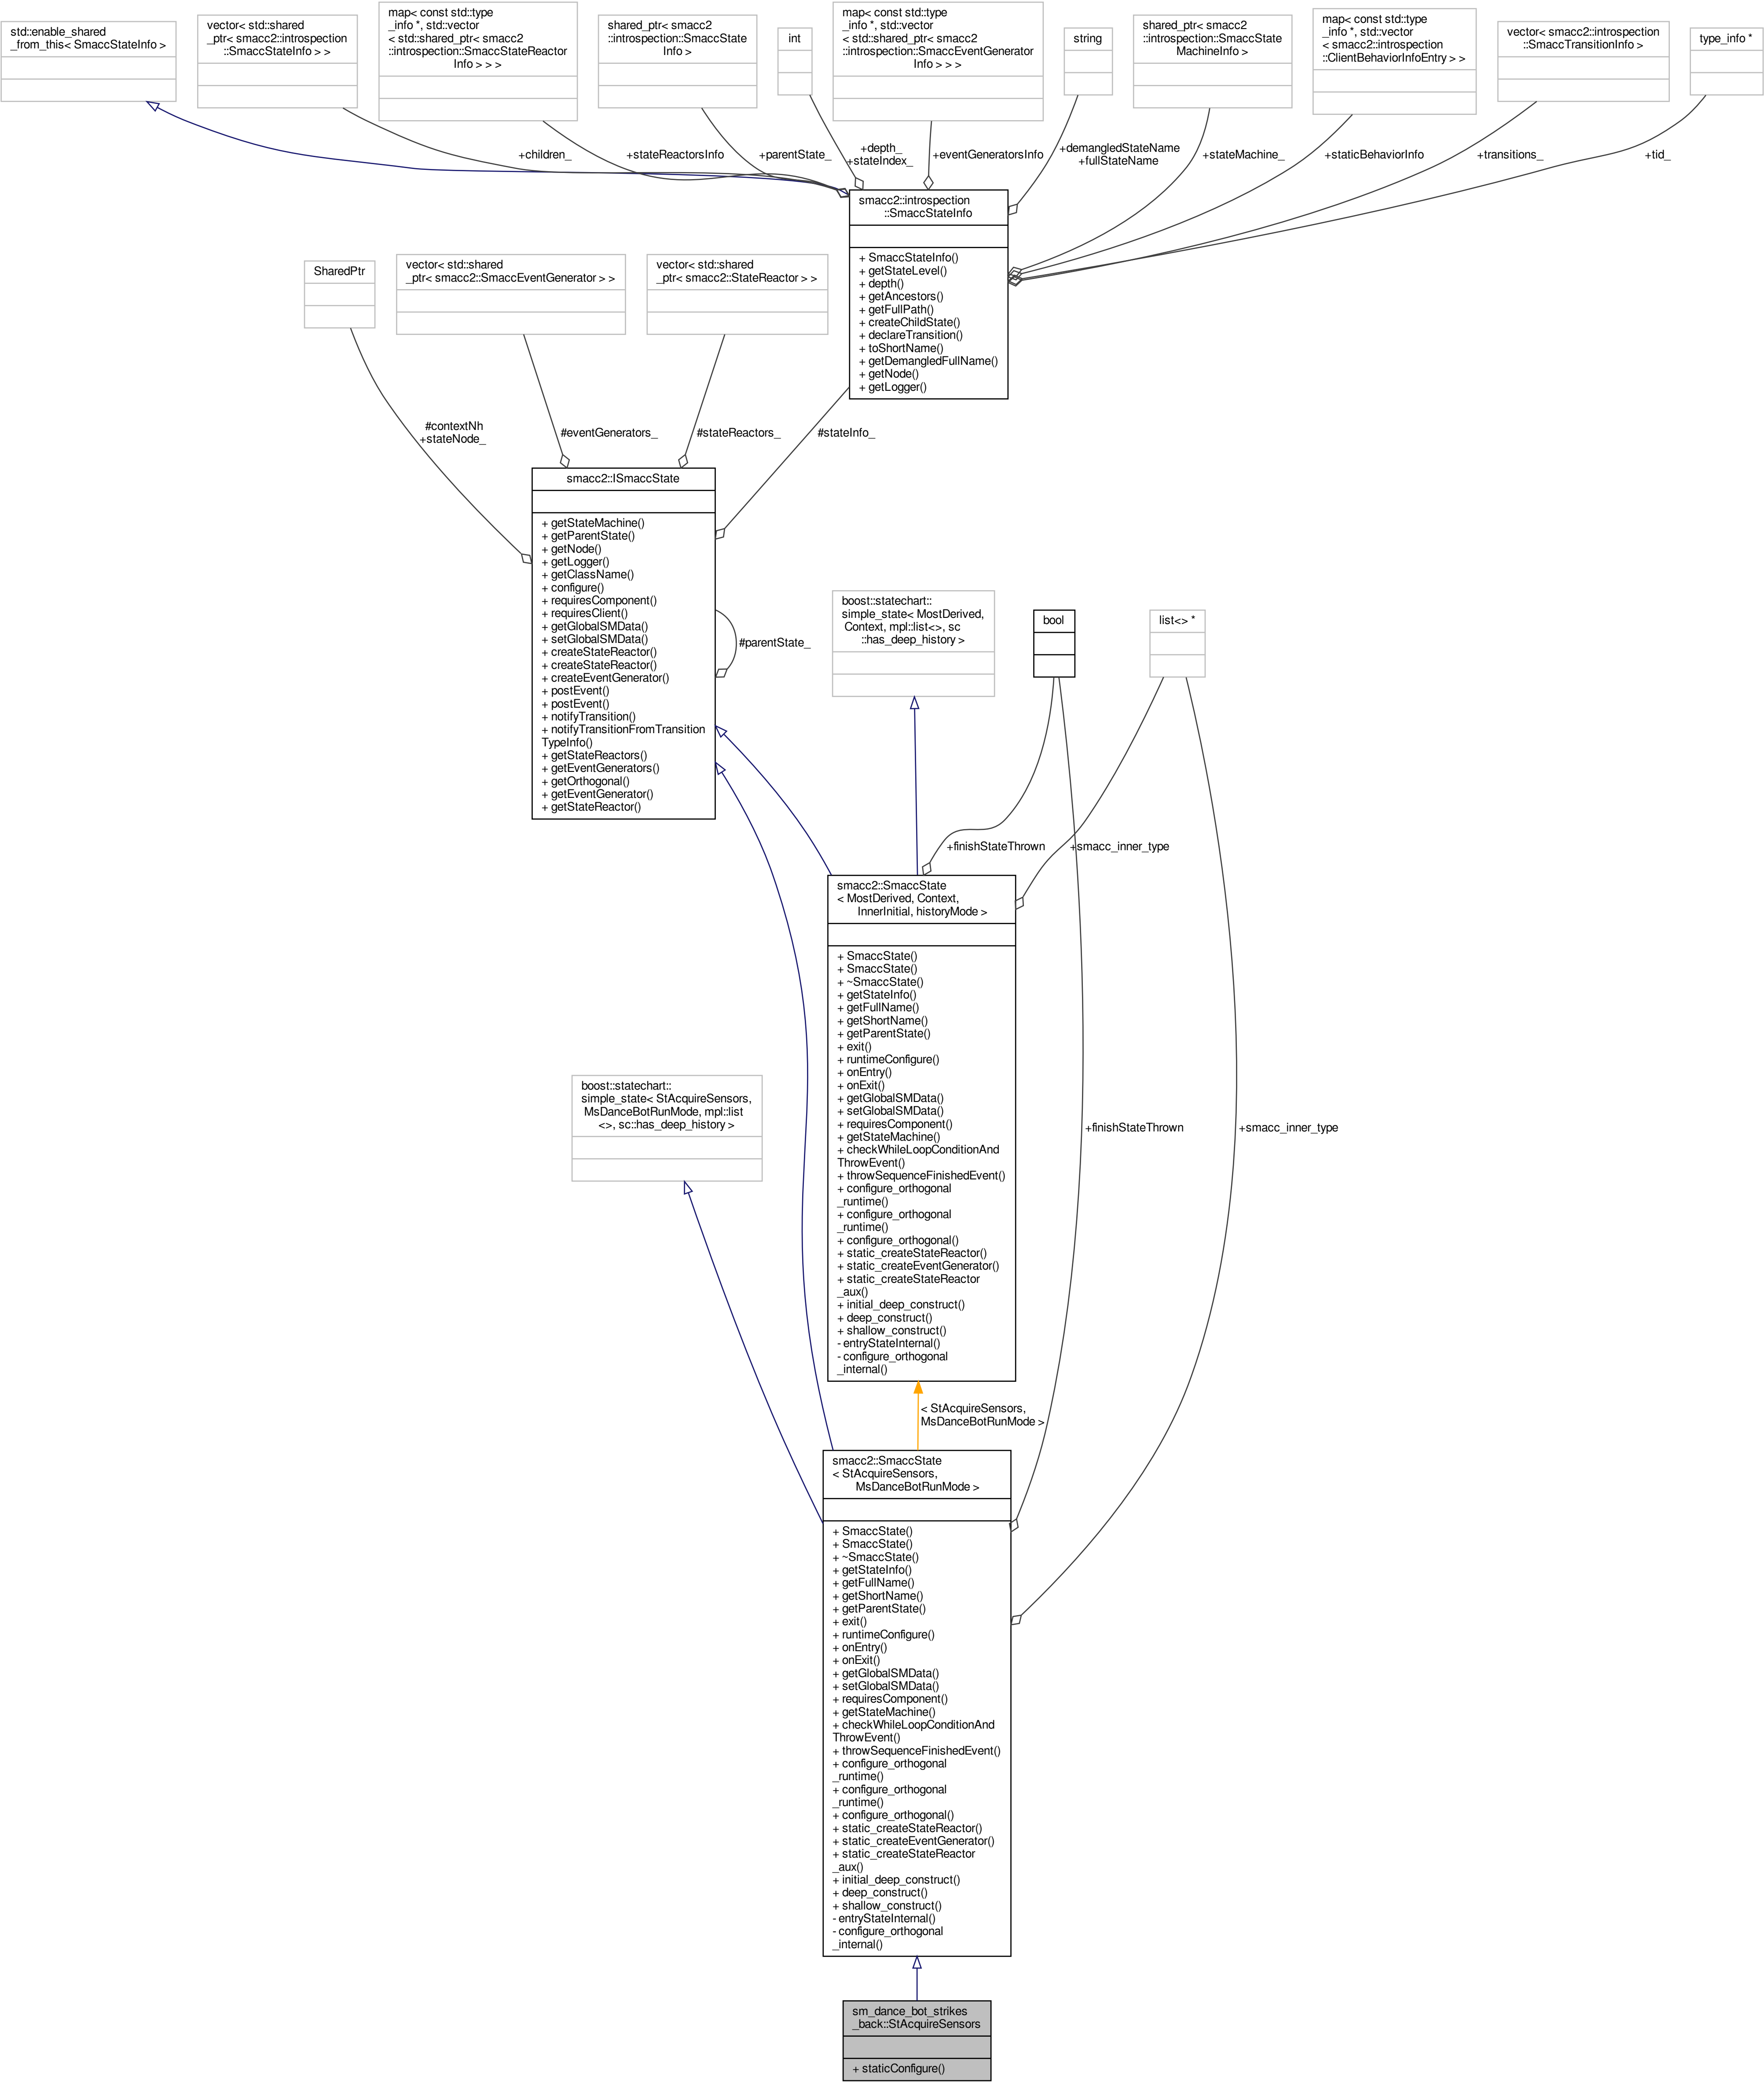 std::enable_shared
_from_this< SmaccStateInfo >
vector< std::shared
_ptr< smacc2::introspection
::SmaccStateInfo > >
map< const std::type
_info *, std::vector
< std::shared_ptr< smacc2
::introspection::SmaccStateReactor
Info > > >
shared_ptr< smacc2
::introspection::SmaccState
Info >
int
map< const std::type
_info *, std::vector
< std::shared_ptr< smacc2
::introspection::SmaccEventGenerator
Info > > >
string
shared_ptr< smacc2
::introspection::SmaccState
MachineInfo >
map< const std::type
_info *, std::vector
< smacc2::introspection
::ClientBehaviorInfoEntry > >
vector< smacc2::introspection
::SmaccTransitionInfo >
type_info *
+children_
+stateReactorsInfo
+parentState_
+depth_
+stateIndex_
+eventGeneratorsInfo
+demangledStateName
+fullStateName
+stateMachine_
+staticBehaviorInfo
+transitions_
+tid_
smacc2::introspection
::SmaccStateInfo
+ SmaccStateInfo()
+ getStateLevel()
+ depth()
+ getAncestors()
+ getFullPath()
+ createChildState()
+ declareTransition()
+ toShortName()
+ getDemangledFullName()
+ getNode()
+ getLogger()
SharedPtr
vector< std::shared
_ptr< smacc2::SmaccEventGenerator > >
vector< std::shared
_ptr< smacc2::StateReactor > >
#contextNh
+stateNode_
#eventGenerators_
#stateReactors_
#stateInfo_
smacc2::ISmaccState
+ getStateMachine()
+ getParentState()
+ getNode()
+ getLogger()
+ getClassName()
+ configure()
+ requiresComponent()
+ requiresClient()
+ getGlobalSMData()
+ setGlobalSMData()
+ createStateReactor()
+ createStateReactor()
+ createEventGenerator()
+ postEvent()
+ postEvent()
+ notifyTransition()
+ notifyTransitionFromTransition
TypeInfo()
+ getStateReactors()
+ getEventGenerators()
+ getOrthogonal()
+ getEventGenerator()
+ getStateReactor()
#parentState_
boost::statechart::
simple_state< MostDerived,
Context, mpl::list<>, sc
::has_deep_history >
bool
list<> *
+finishStateThrown
+smacc_inner_type
smacc2::SmaccState
< MostDerived, Context,
InnerInitial, historyMode >
+ SmaccState()
+ SmaccState()
+ ~SmaccState()
+ getStateInfo()
+ getFullName()
+ getShortName()
+ getParentState()
+ exit()
+ runtimeConfigure()
+ onEntry()
+ onExit()
+ getGlobalSMData()
+ setGlobalSMData()
+ requiresComponent()
+ getStateMachine()
+ checkWhileLoopConditionAnd
ThrowEvent()
+ throwSequenceFinishedEvent()
+ configure_orthogonal
_runtime()
+ configure_orthogonal
_runtime()
+ configure_orthogonal()
+ static_createStateReactor()
+ static_createEventGenerator()
+ static_createStateReactor
_aux()
+ initial_deep_construct()
+ deep_construct()
+ shallow_construct()
- entryStateInternal()
- configure_orthogonal
_internal()
boost::statechart::
simple_state< StAcquireSensors,
MsDanceBotRunMode, mpl::list
<>, sc::has_deep_history >
+finishStateThrown
+smacc_inner_type
< StAcquireSensors,
MsDanceBotRunMode >
smacc2::SmaccState
< StAcquireSensors,
MsDanceBotRunMode >
+ SmaccState()
+ SmaccState()
+ ~SmaccState()
+ getStateInfo()
+ getFullName()
+ getShortName()
+ getParentState()
+ exit()
+ runtimeConfigure()
+ onEntry()
+ onExit()
+ getGlobalSMData()
+ setGlobalSMData()
+ requiresComponent()
+ getStateMachine()
+ checkWhileLoopConditionAnd
ThrowEvent()
+ throwSequenceFinishedEvent()
+ configure_orthogonal
_runtime()
+ configure_orthogonal
_runtime()
+ configure_orthogonal()
+ static_createStateReactor()
+ static_createEventGenerator()
+ static_createStateReactor
_aux()
+ initial_deep_construct()
+ deep_construct()
+ shallow_construct()
- entryStateInternal()
- configure_orthogonal
_internal()
sm_dance_bot_strikes
_back::StAcquireSensors
+ staticConfigure()